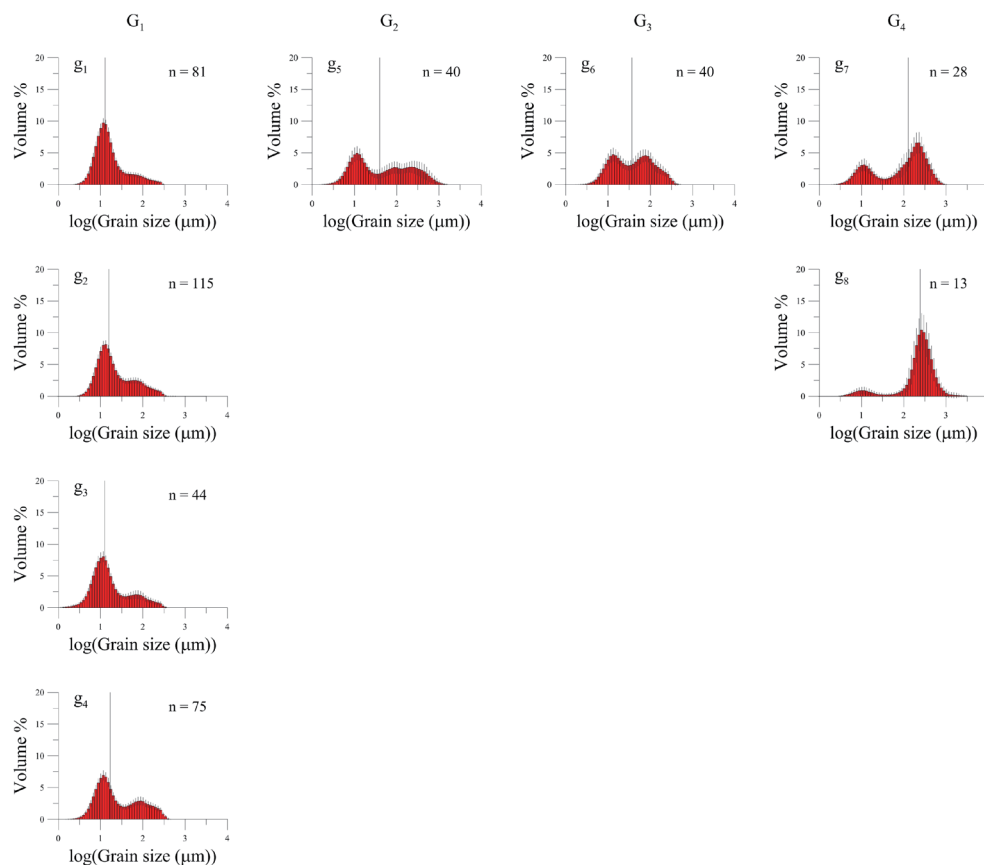 G₁ G₂ G₃ G₄
g₁ n = 81
Volume %
20
15
10
5
0
0 1 2 3 4
log(Grain size (μm))
g₅ n = 40
Volume %
20
15
10
5
0
0 1 2 3 4
log(Grain size (μm))
g₆ n = 40
Volume %
20
15
10
5
0
0 1 2 3 4
log(Grain size (μm))
g₇ n = 28
Volume %
20
15
10
5
0
0 1 2 3
log(Grain size (μm))
g₂ n = 115
Volume %
20
15
10
5
0
0 1 2 3 4
log(Grain size (μm))
g₈ n = 13
Volume %
20
15
10
5
0
0 1 2 3
log(Grain size (μm))
g₃ n = 44
Volume %
20
15
10
5
0
0 1 2 3 4
log(Grain size (μm))
g₄ n = 75
Volume %
20
15
10
5
0
0 1 2 3 4
log(Grain size (μm))